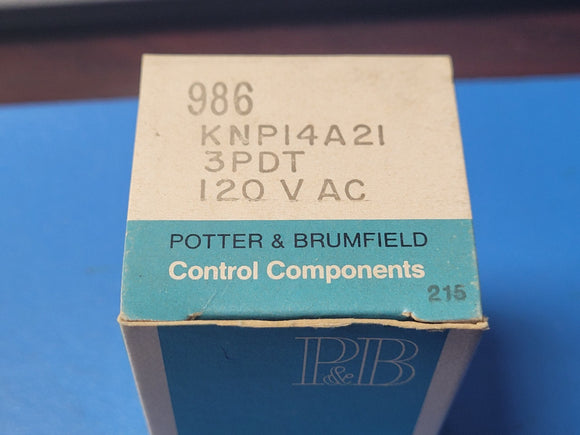 986
KNP14A21
3PDT
120 V AC
POTTER & BRUMFIELD
Control Components
215
P&B